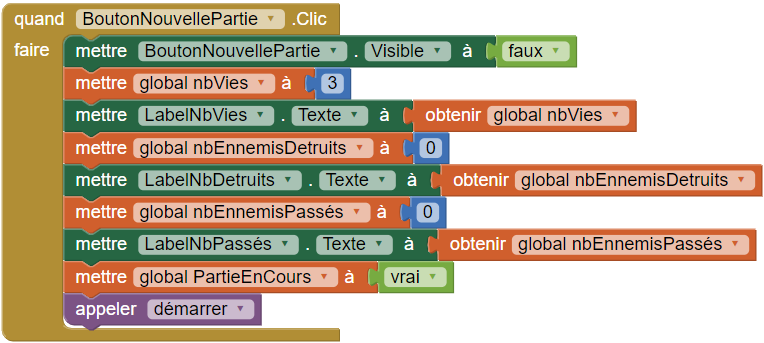 quand BoutonNouvellePartie .Clic
faire mettre BoutonNouvellePartie . Visible à faux
mettre global nbVies à 3
mettre LabelNbVies . Texte à obtenir global nbVies
mettre global nbEnnemisDetruits à 0
mettre LabelNbDetruits . Texte à obtenir global nbEnnemisDetruits
mettre global nbEnnemisPassés à 0
mettre LabelNbPassés . Texte à obtenir global nbEnnemisPassés
mettre global PartieEnCours à vrai
appeler démarrer